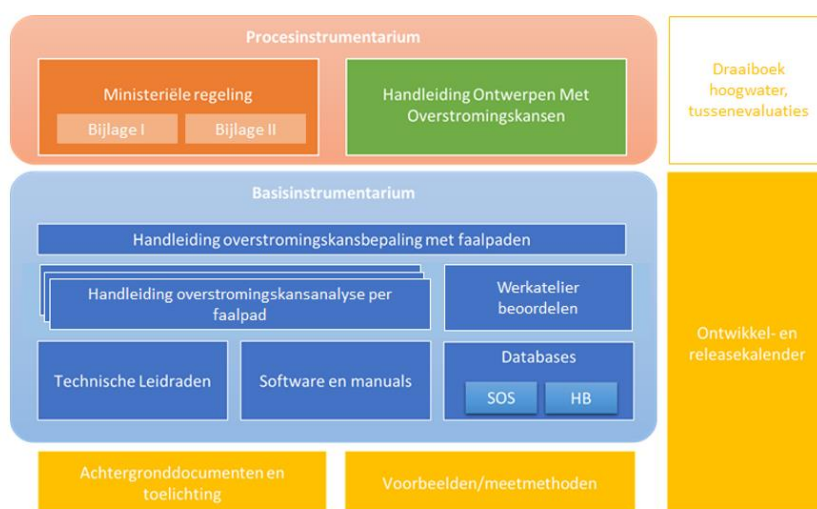 Procesinstrumentarium
Ministeriële regeling
Bijlage I
Bijlage II
Handleiding Ontwerpen Met
Overstromingskansen
Draaiboek
hoogwater,
tussenevaluaties
Basisinstrumentarium
Handleiding overstromingskansbepaling met faalpaden
Handleiding overstromingskansanalyse per
faalpad
Werkatelier
beoordelen
Technische Leidraden
Software en manuals
Databases
SOS
HB
Ontwikkel- en
releasekalender
Achtergronddocumenten en
toelichting
Voorbeelden/meetmethoden